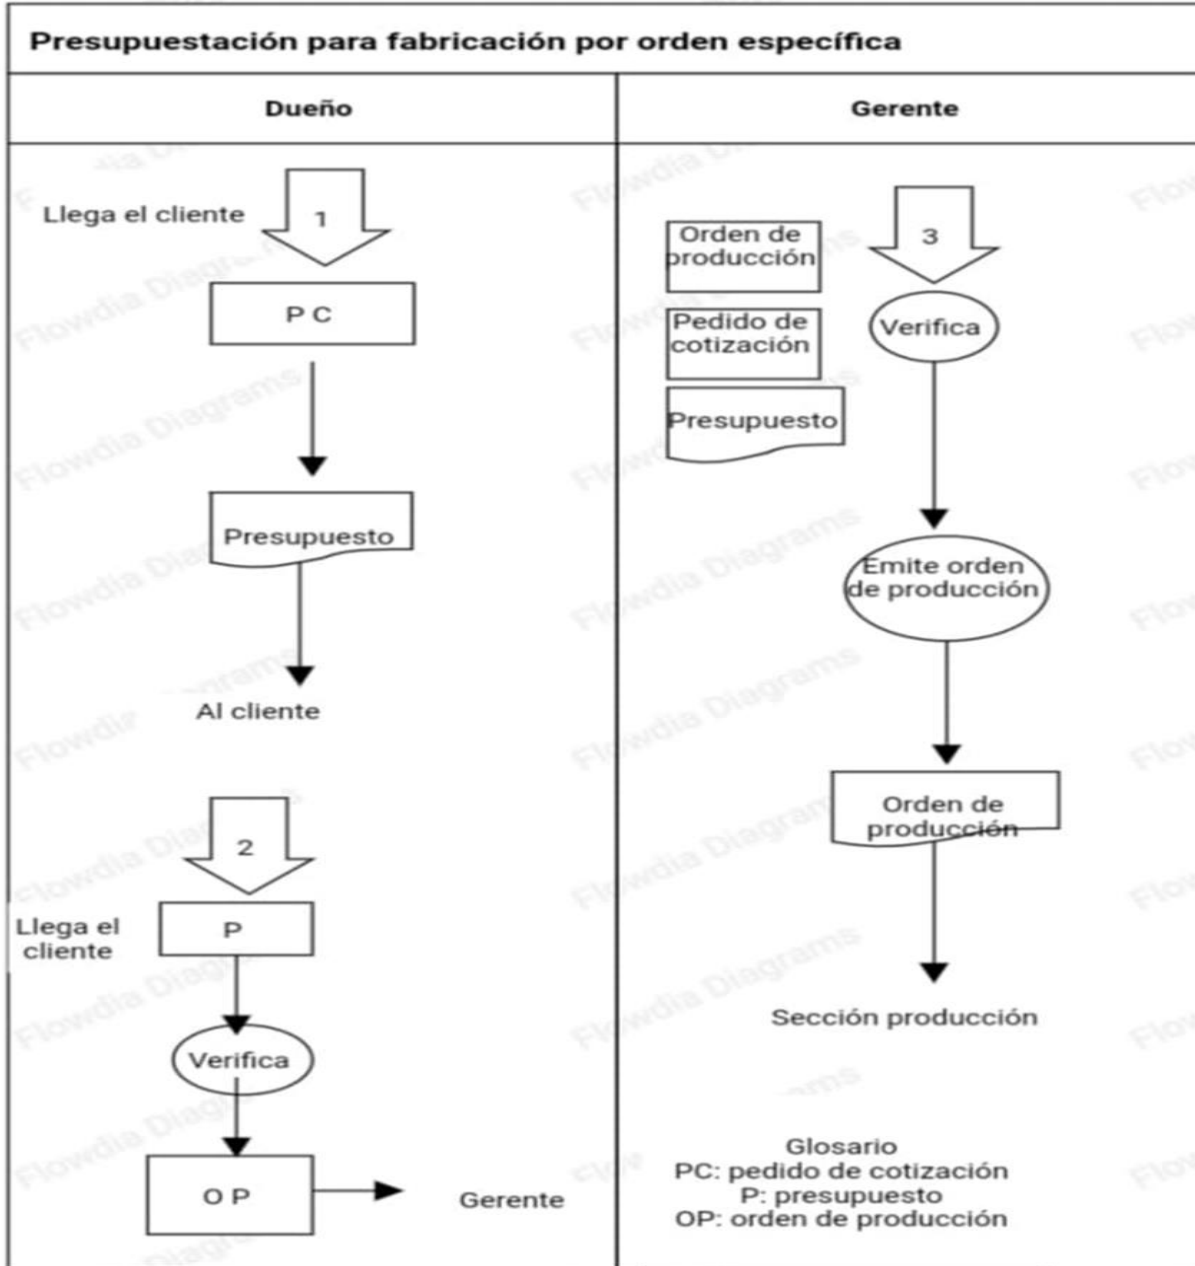 Presupuestación para fabricación por orden específica
Dueño
Gerente
Llega el cliente
1
P C
Presupuesto
Al cliente
2
Llega el
cliente
P
Verifica
O P
Gerente
3
Orden de
producción
Pedido de
cotización
Presupuesto
Verifica
Emite orden
de producción
Orden de
producción
Sección producción
Glosario
PC: pedido de cotización
P: presupuesto
OP: orden de producción
Flowdia Diagrams